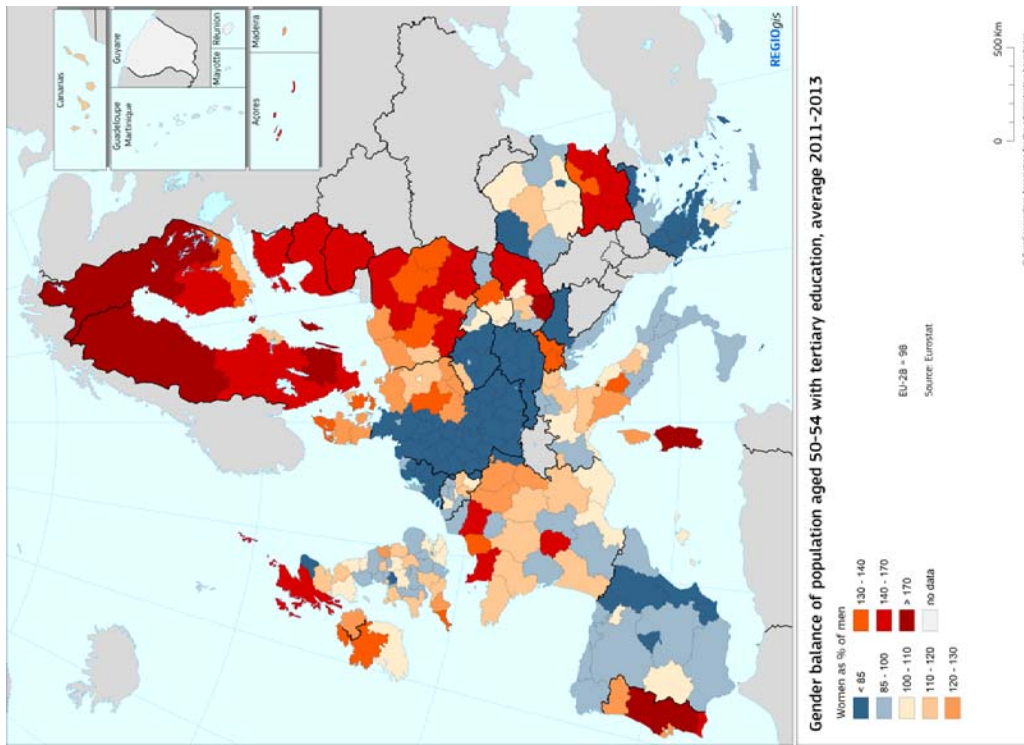 Canarias
Guadeloupe
Martinique
Guyane
Mayotte
Réunion
Açores
Madeira
REGIOgis
Gender balance of population aged 50-54 with tertiary education, average 2011-2013
Women as % of men
< 85
85 - 100
100 - 110
110 - 120
120 - 130
130 - 140
140 - 170
> 170
no data
EU-28 = 98
Source: Eurostat
0
500 Km